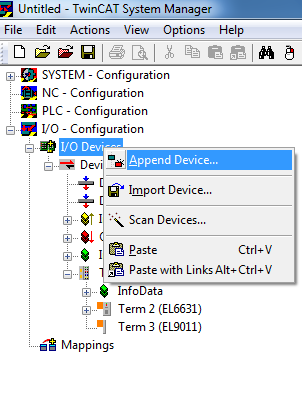 Untitled - TwinCAT System Manager
File Edit Actions View Options Help
SYSTEM - Configuration
NC - Configuration
PLC - Configuration
I/O - Configuration
I/O Devices
Append Device...
Devi
Import Device...
Scan Devices...
Paste Ctrl+V
Paste with Links Alt+Ctrl+V
InfoData
Term 2 (EL6631)
Term 3 (EL9011)
Mappings